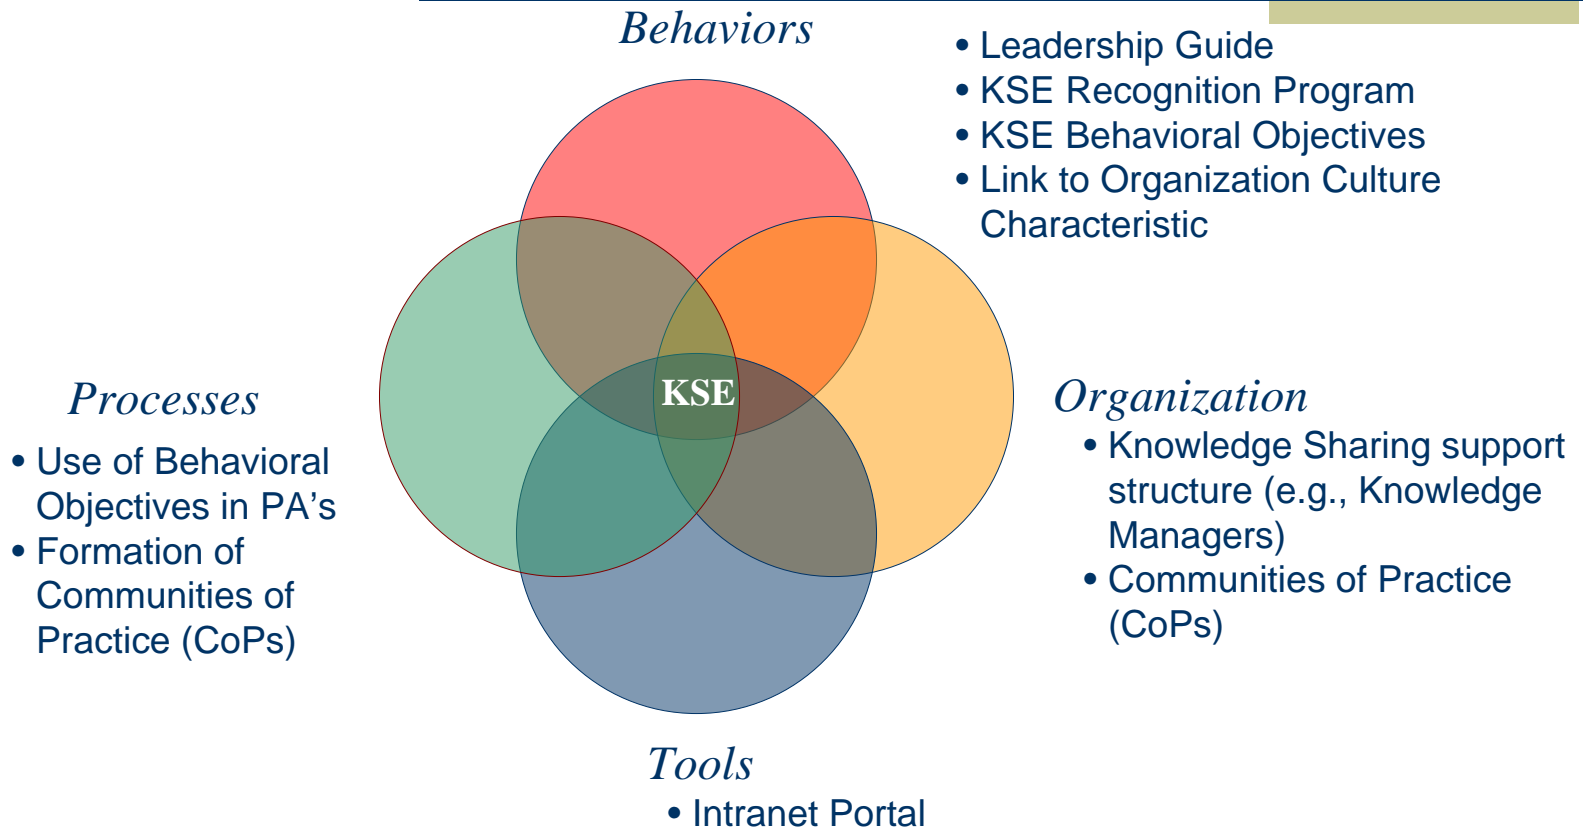 Behaviors
• Leadership Guide
• KSE Recognition Program
• KSE Behavioral Objectives
• Link to Organization Culture
Characteristic
KSE
Processes
• Use of Behavioral
Objectives in PA’s
• Formation of
Communities of
Practice (CoPs)
Organization
• Knowledge Sharing support
structure (e.g., Knowledge
Managers)
• Communities of Practice
(CoPs)
Tools
• Intranet Portal